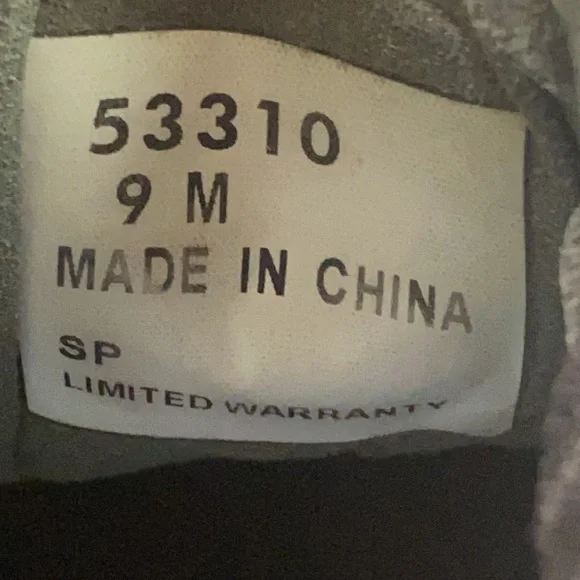 53310
9 M
MADE IN CHINA
SP
LIMITED WARRANTY